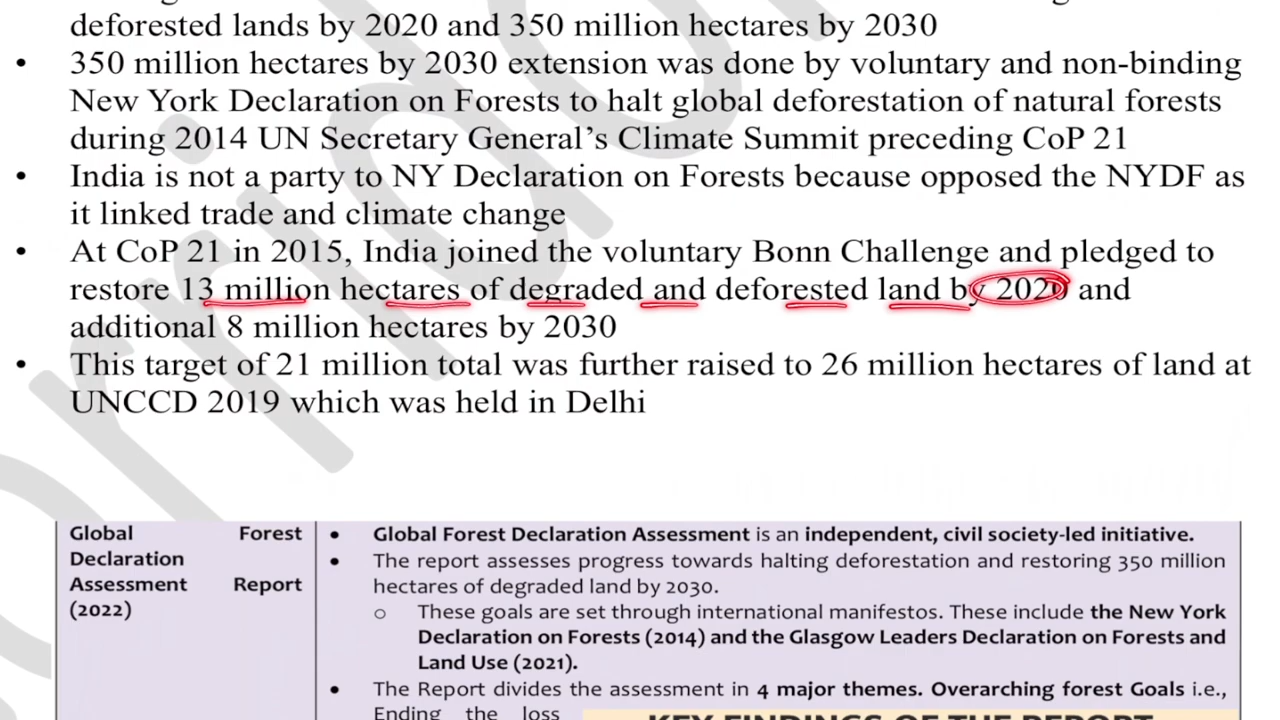 deforested lands by 2020 and 350 million hectares by 2030
• 350 million hectares by 2030 extension was done by voluntary and non-binding
New York Declaration on Forests to halt global deforestation of natural forests
during 2014 UN Secretary General's Climate Summit preceding CoP 21
• India is not a party to NY Declaration on Forests because opposed the NYDF as
it linked trade and climate change
• At CoP 21 in 2015, India joined the voluntary Bonn Challenge and pledged to
restore 13 million hectares of degraded and deforested land by 2020 and
additional 8 million hectares by 2030
• This target of 21 million total was further raised to 26 million hectares of land at
UNCCD 2019 which was held in Delhi
Global Forest
Declaration
Assessment Report
(2022)
• Global Forest Declaration Assessment is an independent, civil society-led initiative.
• The report assesses progress towards halting deforestation and restoring 350 million
hectares of degraded land by 2030.
o These goals are set through international manifestos. These include the New York
Declaration on Forests (2014) and the Glasgow Leaders Declaration on Forests and
Land Use (2021).
• The Report divides the assessment in 4 major themes. Overarching forest Goals i.e.,
Ending the loss
KEY FINDINGS OF THE REPORT